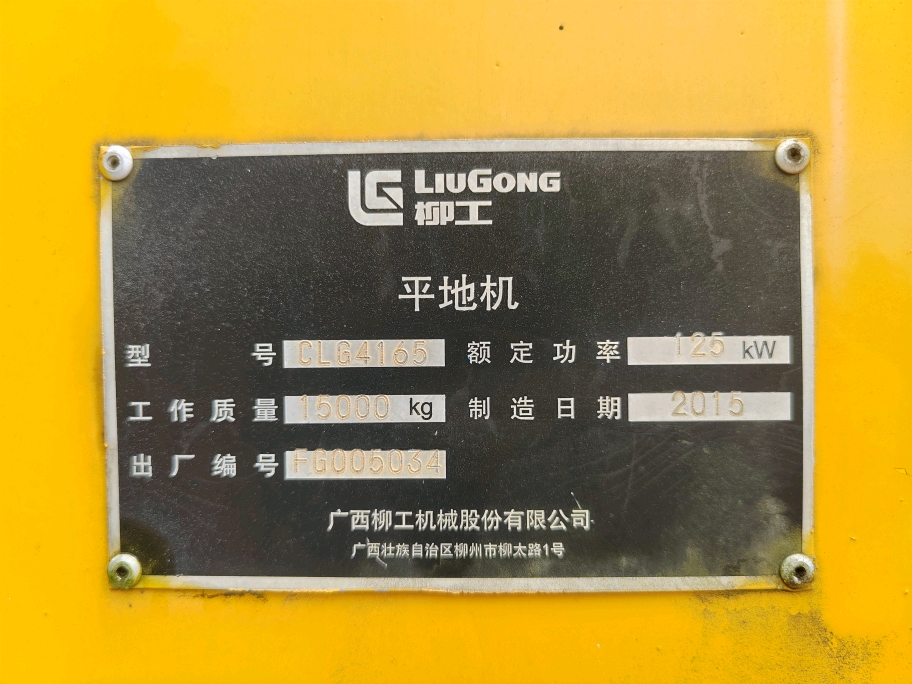 LG LIUGONG
柳工
平地机
型号 CLG4165 额定功率 125 kW
工作质量 15000 kg 制造日期 2015
出厂编号 FG005034
广西柳工机械股份有限公司
广西壮族自治区柳州市柳太路1号